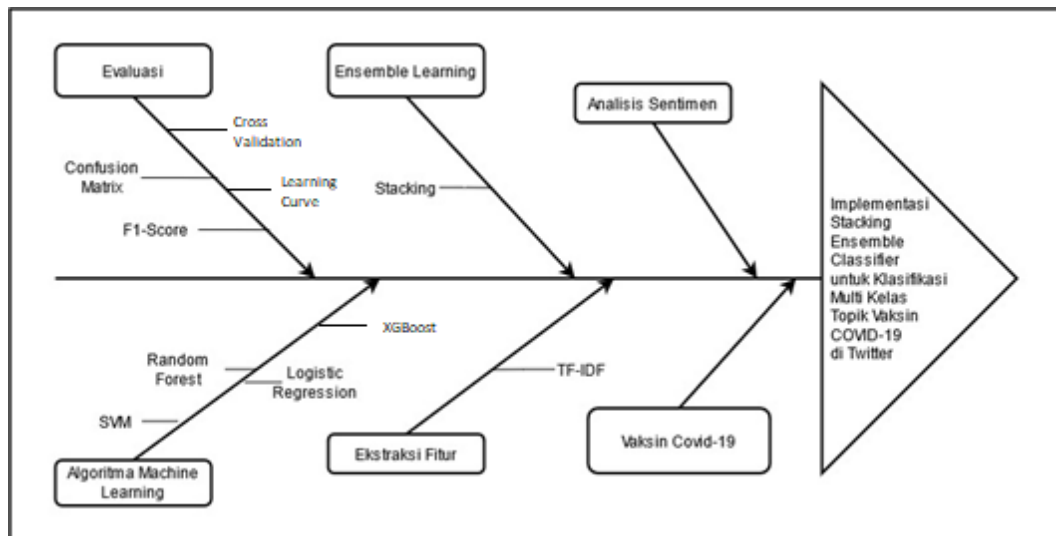 Evaluasi
Ensemble Learning
Analisis Sentimen
Cross
Validation
Confusion
Matrix
Learning
Curve
F1-Score
Stacking
Implementasi
Stacking
Ensemble
Classifier
untuk Klasifikasi
Multi Kelas
Topik Vaksin
COVID-19
di Twitter
XGBoost
Random
Forest
Logistic
Regression
SVM
TF-IDF
Algoritma Machine
Learning
Ekstraksi Fitur
Vaksin Covid-19